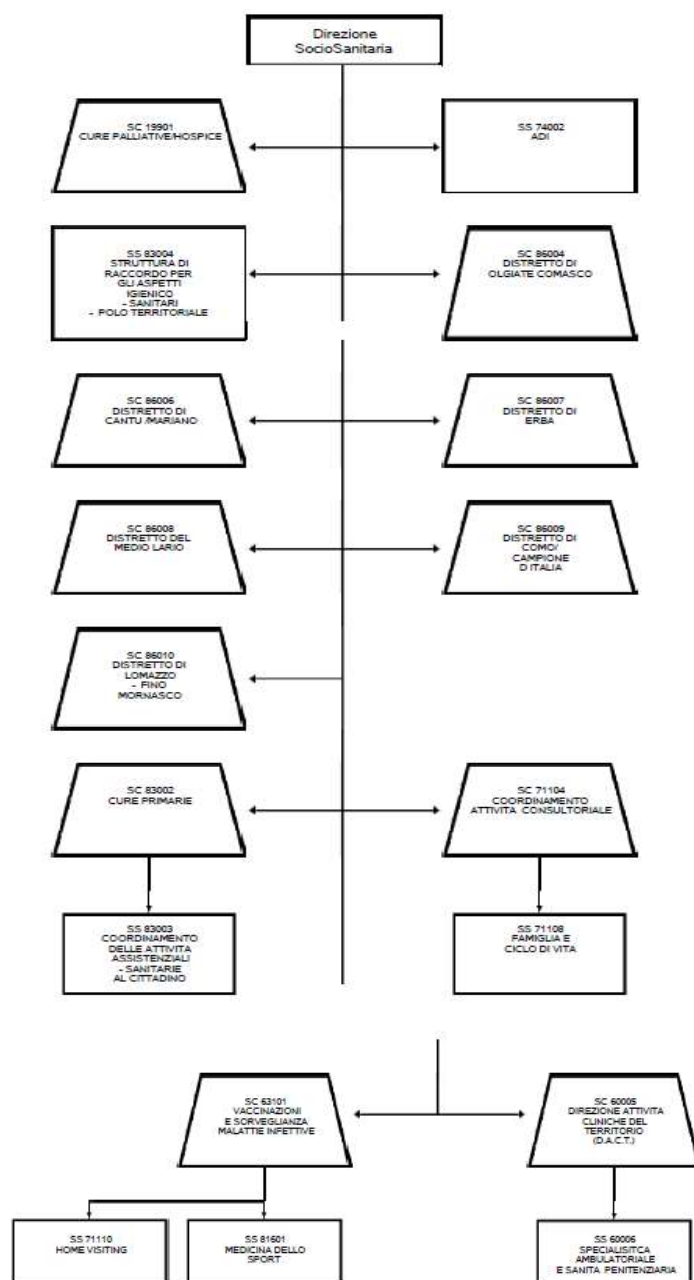 Direzione
SocioSanitaria
SC 19901
CURE PALLIATIVE/HOSPICE
SS 74002
ADI
SS 83004
STRUTTURA DI
RACCORDO PER
GLI ASPETTI
IGIENICO
- SANITARI
- POLO TERRITORIALE
SC 86004
DISTRETTO DI
OLGIATE COMASCO
SC 86006
DISTRETTO DI
CANTU /MARIANO
SC 86007
DISTRETTO DI
ERBA
SC 86008
DISTRETTO DEL
MEDIO LARIO
SC 86009
DISTRETTO DI
COMO/
CAMPIONE
D ITALIA
SC 86010
DISTRETTO DI
LOMAZZO
- FINO
MORNASCO
SC 83002
CURE PRIMARIE
SC 71104
COORDINAMENTO
ATTIVITA CONSULTORIALE
SS 83003
COORDINAMENTO
DELLE ATTIVITA
ASSISTENZIALI
- SANITARIE
AL CITTADINO
SS 71108
FAMIGLIA E
CICLO DI VITA
SC 63101
VACCINAZIONI
E SORVEGLIANZA
MALATTIE INFETTIVE
SC 60005
DIREZIONE ATTIVITA
CLINICHE DEL
TERRITORIO
(D.A.C.T.)
SS 71110
HOME VISITING
SS 81601
MEDICINA DELLO
SPORT
SS 60006
SPECIALISITCA
AMBULATORIALE
E SANITA PENITENZIARIA